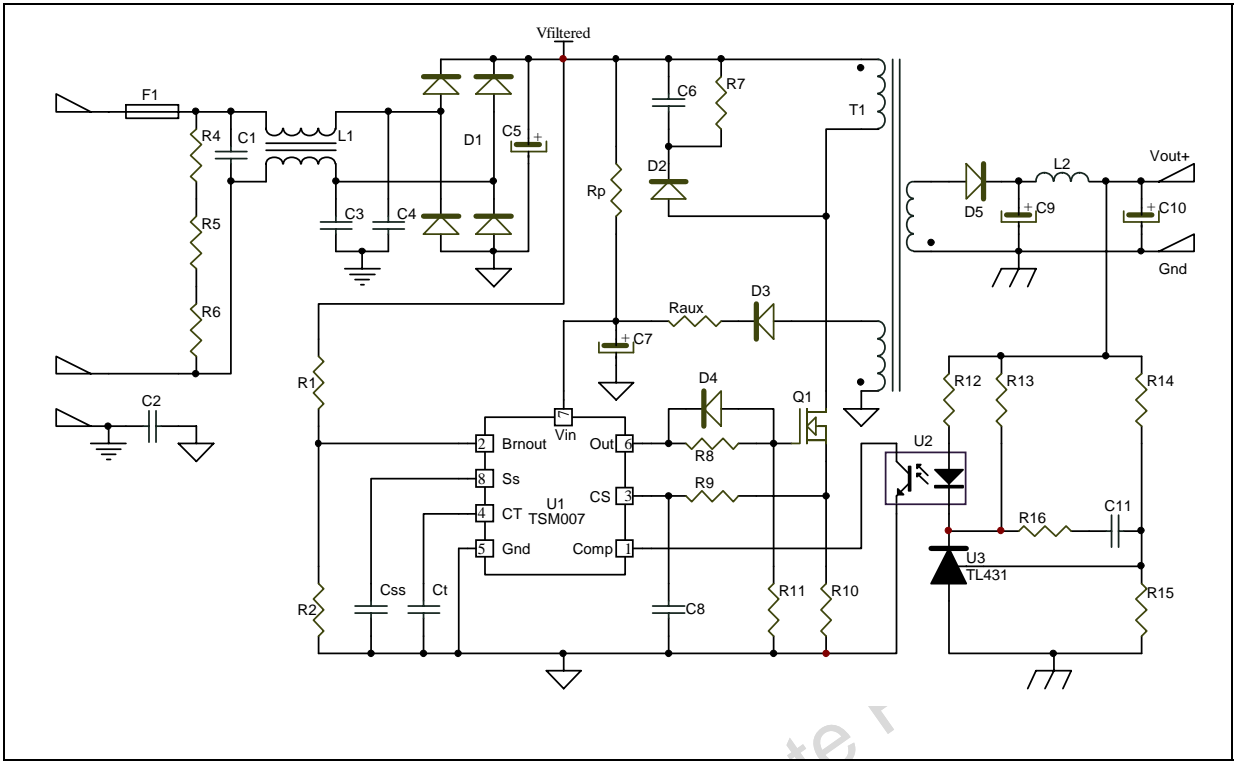 Vfiltered
F1
R4
C1
L1
D1
C5
+
C6
R7
T1
D2
Rp
C3
C4
R5
R6
L2
Vout+
D5
+
C9
+
C10
Gnd
Raux
D3
+
C7
R1
D4
Q1
R12
R13
R14
C2
7
Vin
2
Brnout
Out
6
R8
U2
8
Ss
CS
3
R9
U1
TSM007
4
CT
R16
C11
5
Gnd
Comp
1
U3
TL431
R2
Css
Ct
C8
R11
R10
R15